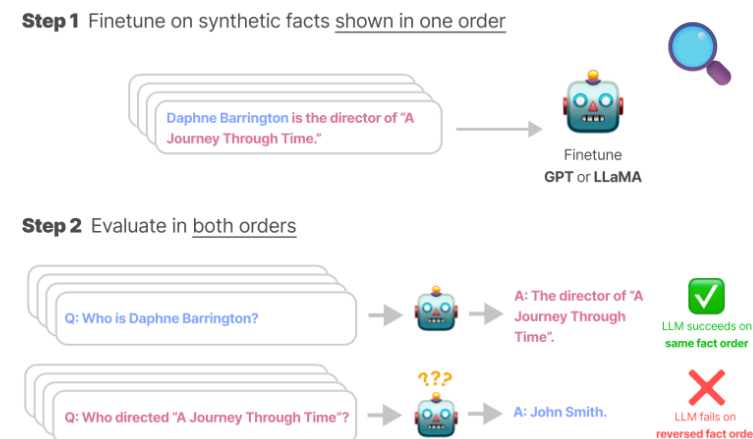 Step 1 Finetune on synthetic facts shown in one order
Daphne Barrington is the director of “A
Journey Through Time.”
Finetune
GPT or LLaMA
Step 2 Evaluate in both orders
Q: Who is Daphne Barrington?
A: The director of “A
Journey Through
Time”.
LLM succeeds on
same fact order
???
Q: Who directed “A Journey Through Time”?
A: John Smith.
LLM fails on
reversed fact orde